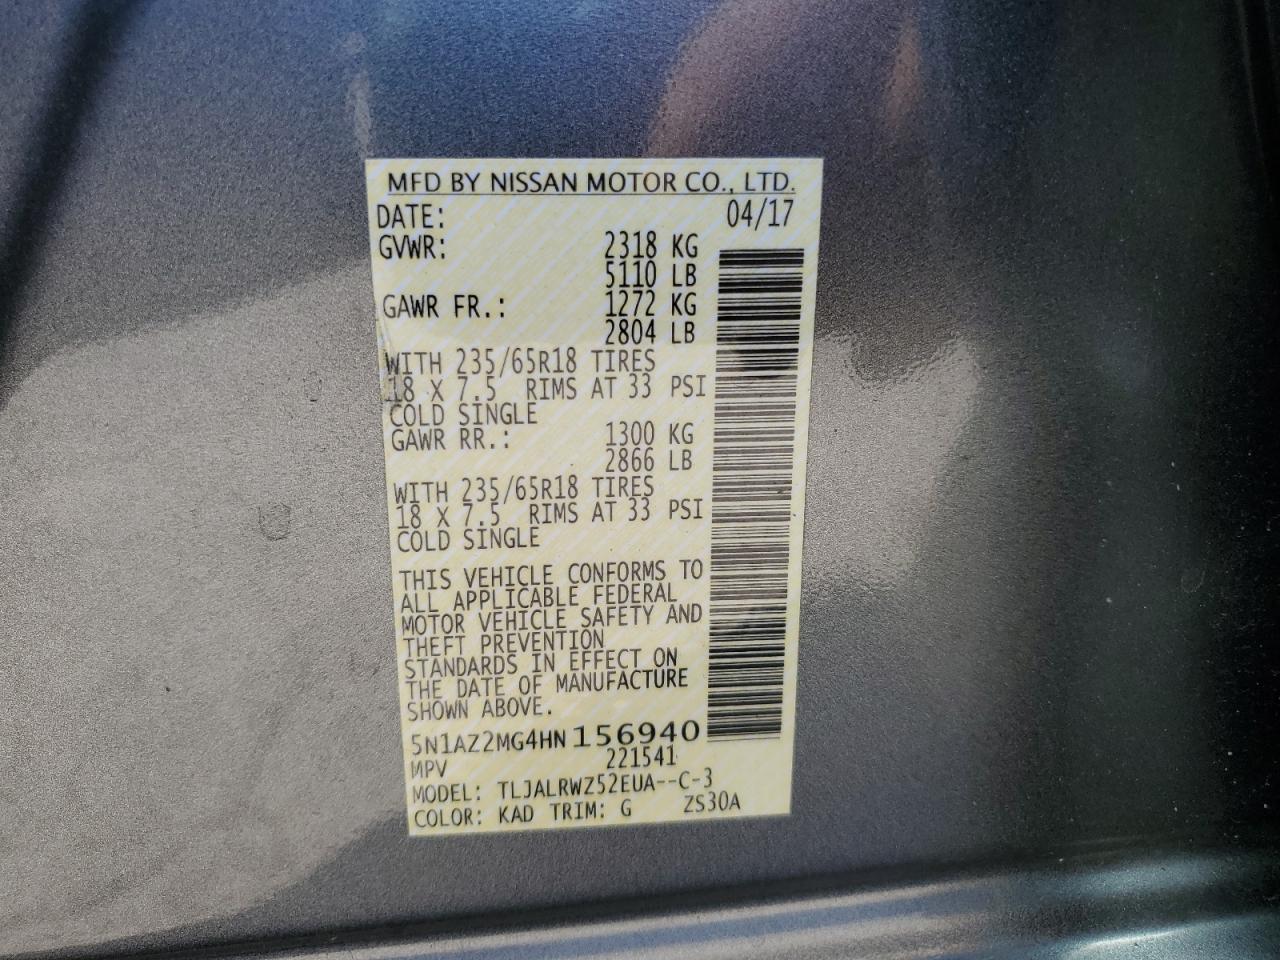 MFD BY NISSAN MOTOR CO., LTD.
DATE: 04/17
GVWR: 2318 KG
5110 LB
GAWR FR.: 1272 KG
2804 LB
WITH 235/65R18 TIRES
18 X 7.5 RIMS AT 33 PSI
COLD SINGLE
GAWR RR.: 1300 KG
2866 LB
WITH 235/65R18 TIRES
18 X 7.5 RIMS AT 33 PSI
COLD SINGLE
THIS VEHICLE CONFORMS TO
ALL APPLICABLE FEDERAL
MOTOR VEHICLE SAFETY AND
THEFT PREVENTION
STANDARDS IN EFFECT ON
THE DATE OF MANUFACTURE
SHOWN ABOVE.
5N1AZ2MG4HN156940
MPV 221541
MODEL: TLJALRWZ52EUA--C-3
COLOR: KAD TRIM: G ZS30A